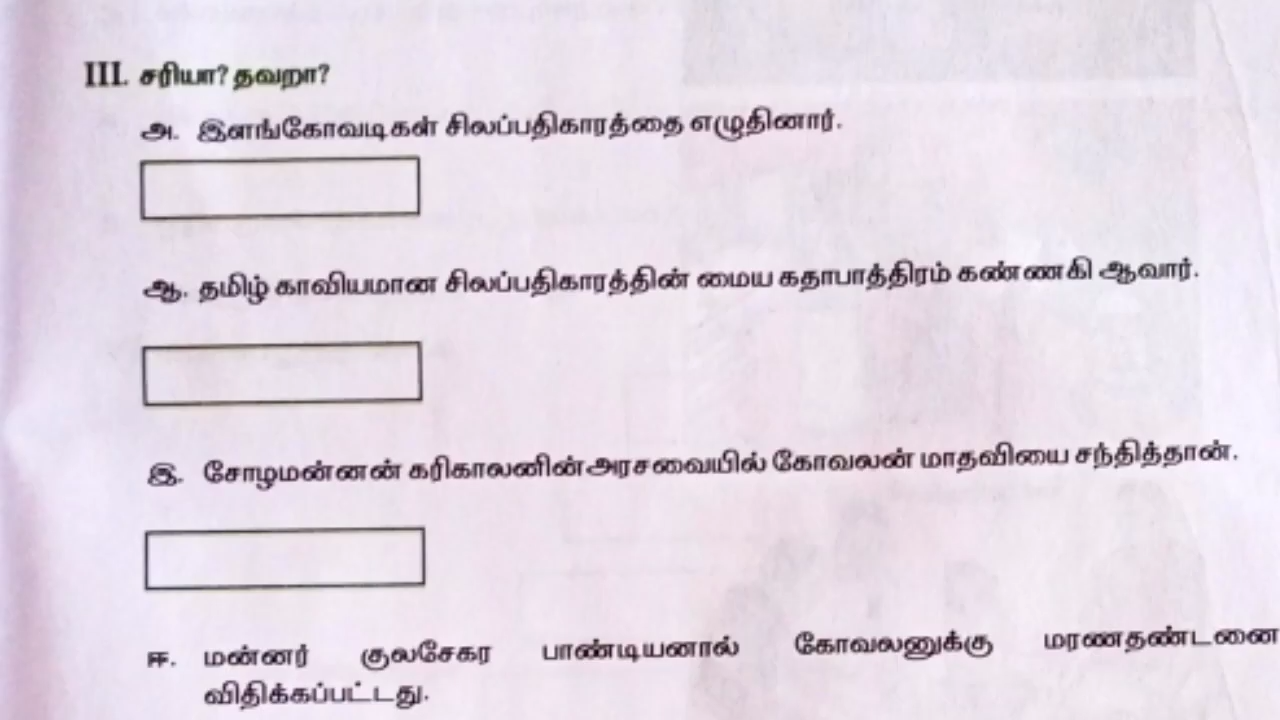 III. சரியா? தவறா?
அ. இளங்கோவடிகள் சிலப்பதிகாரத்தை எழுதினார்.
ஆ. தமிழ் காவியமான சிலப்பதிகாரத்தின் மைய கதாபாத்திரம் கண்ணகி ஆவார்.
இ. சோழமன்னன் கரிகாலனின் அரசவையில் கோவலன் மாதவியை சந்தித்தான்.
ஈ. மன்னர் குலசேகர பாண்டியனால் கோவலனுக்கு மரணதண்டனை
விதிக்கப்பட்டது.